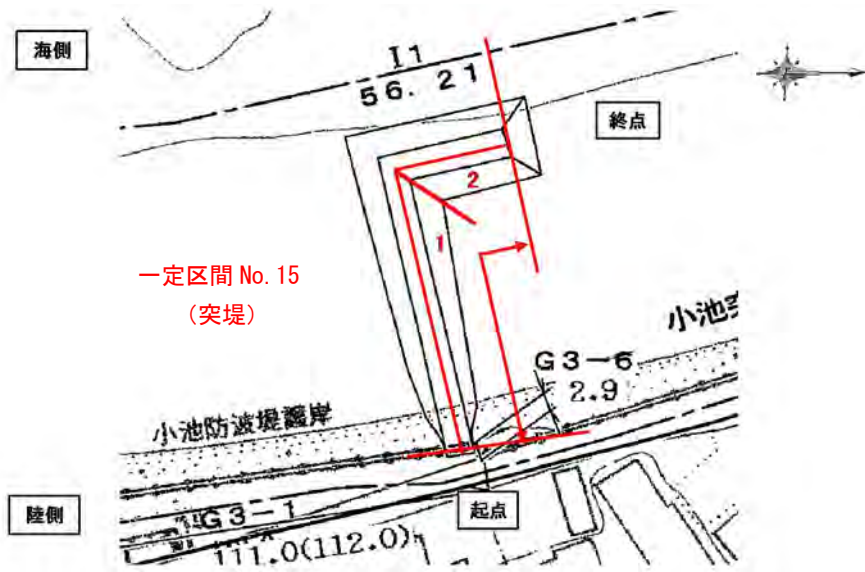 海側
I1
56.21
終点
2
1
一定区間 No.15
(突堤)
小池
G3-6
2.9
小池防波堤護岸
陸側
G3-1
起点
111.0(112.0)